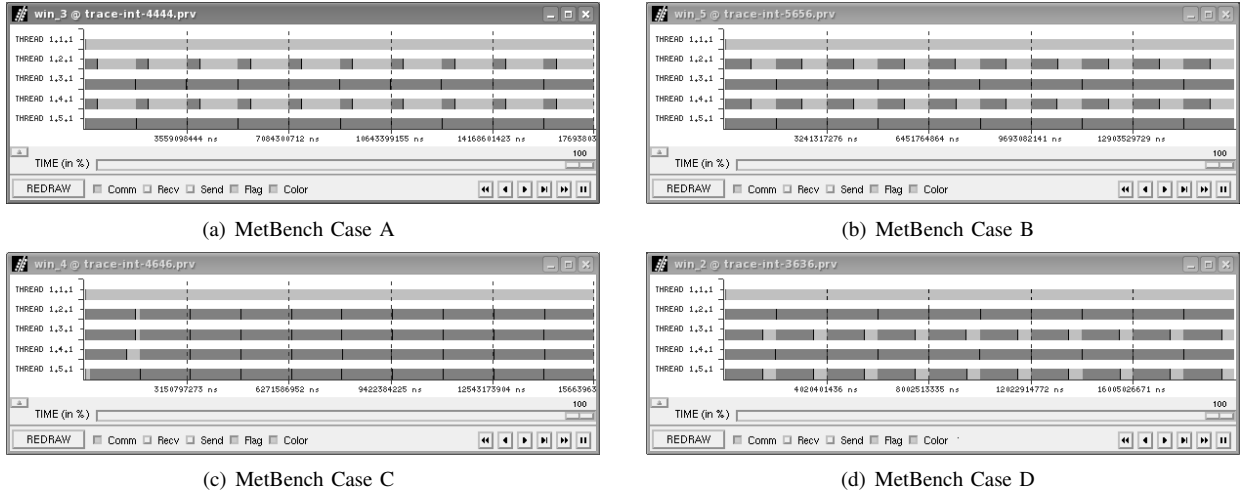 win_3 @ trace-int-4444.prv
THREAD 1.1.1
THREAD 1.2.1
THREAD 1.3.1
THREAD 1.4.1
THREAD 1.5.1
3559098444 ns 7084300712 ns 10643399155 ns 14168601423 ns 17693803
100
TIME (in %)
REDRAW Comm Recv Send Flag Color
(a) MetBench Case A
win_5 @ trace-int-5656.prv
THREAD 1.1.1
THREAD 1.2.1
THREAD 1.3.1
THREAD 1.4.1
THREAD 1.5.1
3241317276 ns 6451764864 ns 9693082141 ns 12903529729 ns
100
TIME (in %)
REDRAW Comm Recv Send Flag Color
(b) MetBench Case B
win_4 @ trace-int-4646.prv
THREAD 1.1.1
THREAD 1.2.1
THREAD 1.3.1
THREAD 1.4.1
THREAD 1.5.1
3150797273 ns 6271586952 ns 9422384225 ns 12543173904 ns 15663963
100
TIME (in %)
REDRAW Comm Recv Send Flag Color
(c) MetBench Case C
win_2 @ trace-int-3636.prv
THREAD 1.1.1
THREAD 1.2.1
THREAD 1.3.1
THREAD 1.4.1
THREAD 1.5.1
4020401436 ns 8002513335 ns 12022914772 ns 16005026671 ns
100
TIME (in %)
REDRAW Comm Recv Send Flag Color
(d) MetBench Case D